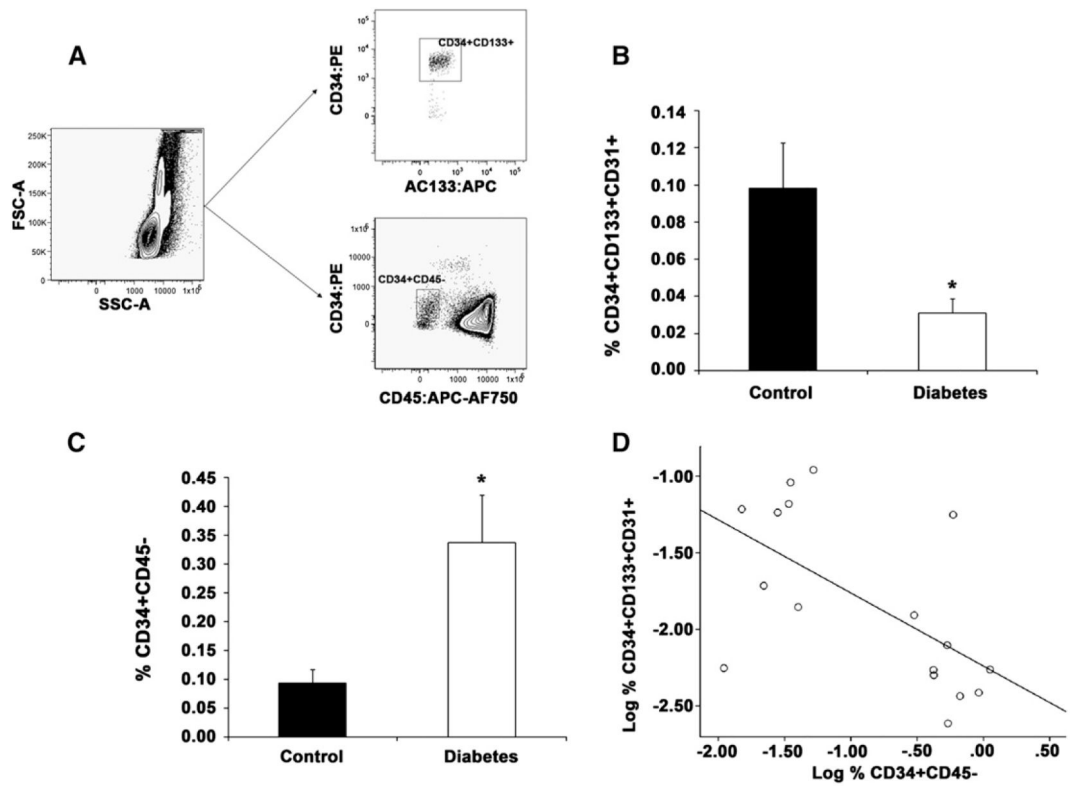 A
250K
200K
150K
100K
50K
0
FSC-A
0 1000 10000 1x10⁶
SSC-A
10⁵
10⁴
10³
0
CD34:PE
CD34+CD133+
0 10³ 10⁴ 10⁵
AC133:APC
1x10⁶
10000
1000
0
CD34:PE
CD34+CD45-
0 1000 10000 1x10⁶
CD45:APC-AF750
B
0.14
0.12
0.10
0.08
0.06
0.04
0.02
0.00
% CD34+CD133+CD31+
*
Control Diabetes
C
0.45
0.40
0.35
0.30
0.25
0.20
0.15
0.10
0.05
0.00
% CD34+CD45-
*
Control Diabetes
D
-1.00
-1.50
-2.00
-2.50
Log % CD34+CD133+CD31+
-2.00 -1.50 -1.00 -.50 .00 .50
Log % CD34+CD45-